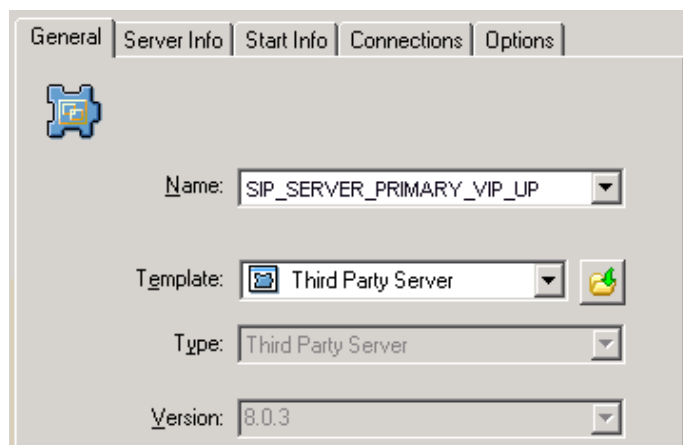 General Server Info Start Info Connections Options
Name: SIP_SERVER_PRIMARY_VIP_UP
Template: Third Party Server
Type: Third Party Server
Version: 8.0.3